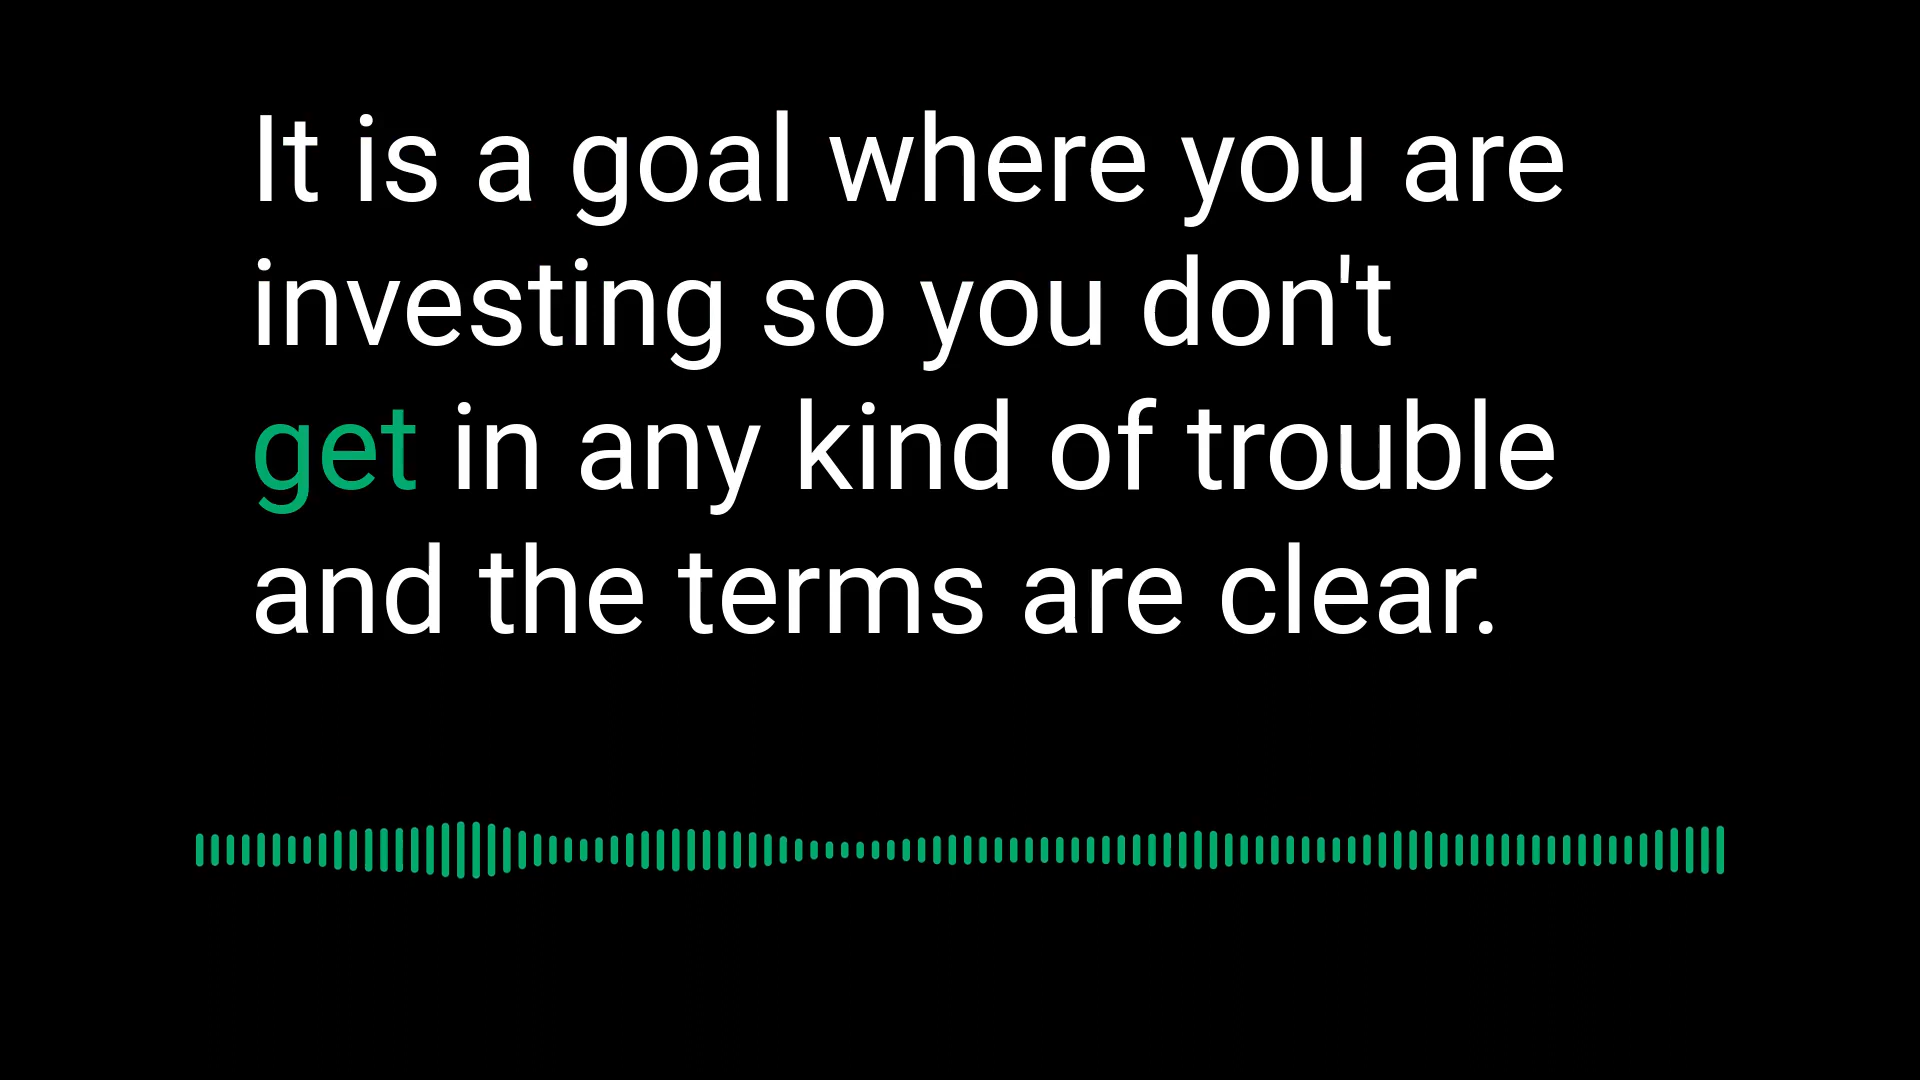 It is a goal where you are
investing so you don't
get in any kind of trouble
and the terms are clear.